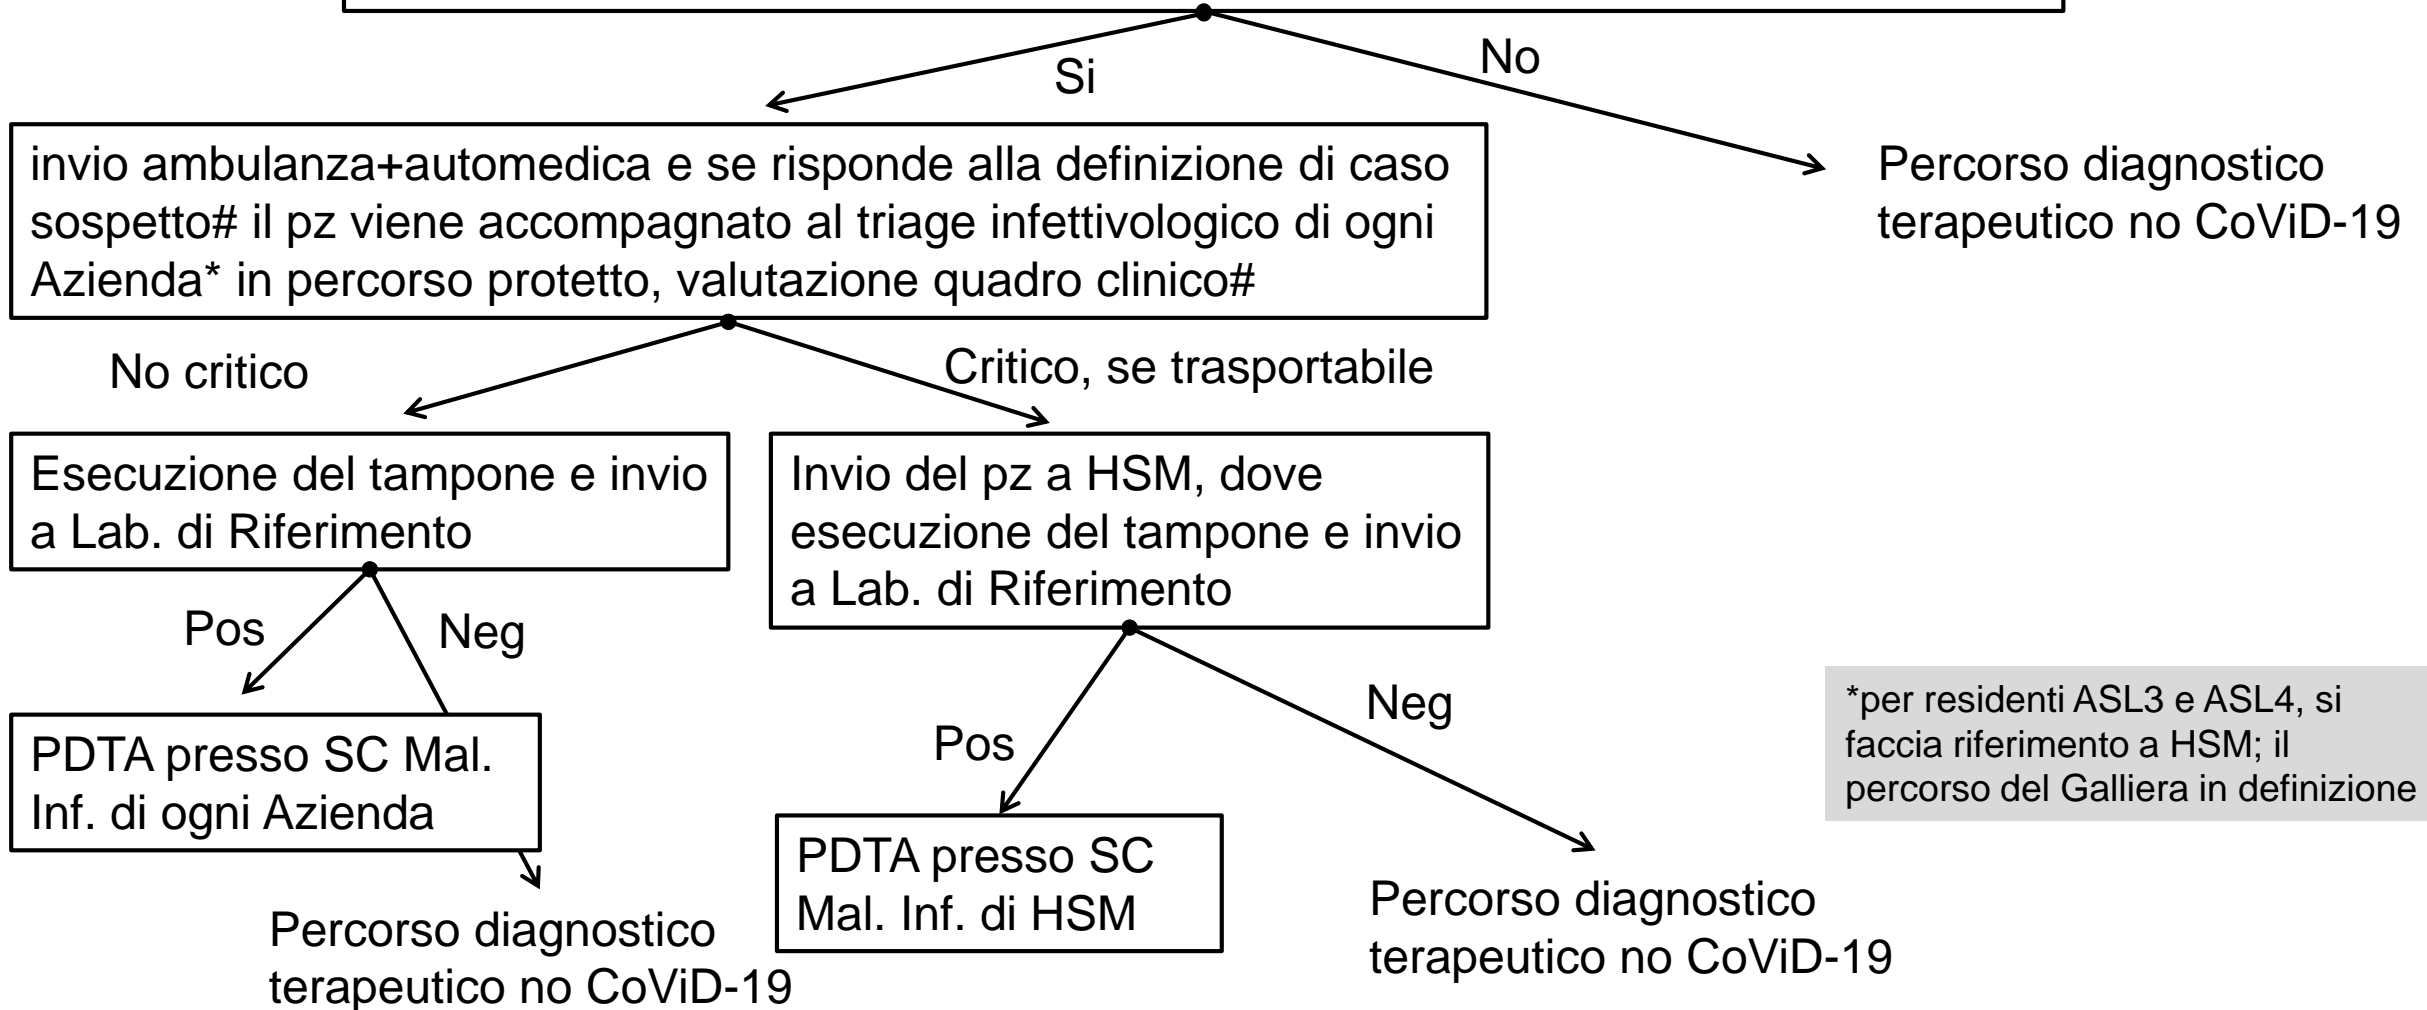 Si
No
invio ambulanza+automedica e se risponde alla definizione di caso
sospetto# il pz viene accompagnato al triage infettivologico di ogni
Azienda* in percorso protetto, valutazione quadro clinico#
Percorso diagnostico
terapeutico no CoViD-19
No critico
Critico, se trasportabile
Esecuzione del tampone e invio
a Lab. di Riferimento
Invio del pz a HSM, dove
esecuzione del tampone e invio
a Lab. di Riferimento
Pos
Neg
Pos
Neg
PDTA presso SC Mal.
Inf. di ogni Azienda
*per residenti ASL3 e ASL4, si
faccia riferimento a HSM; il
percorso del Galliera in definizione
PDTA presso SC
Mal. Inf. di HSM
Percorso diagnostico
terapeutico no CoViD-19
Percorso diagnostico
terapeutico no CoViD-19